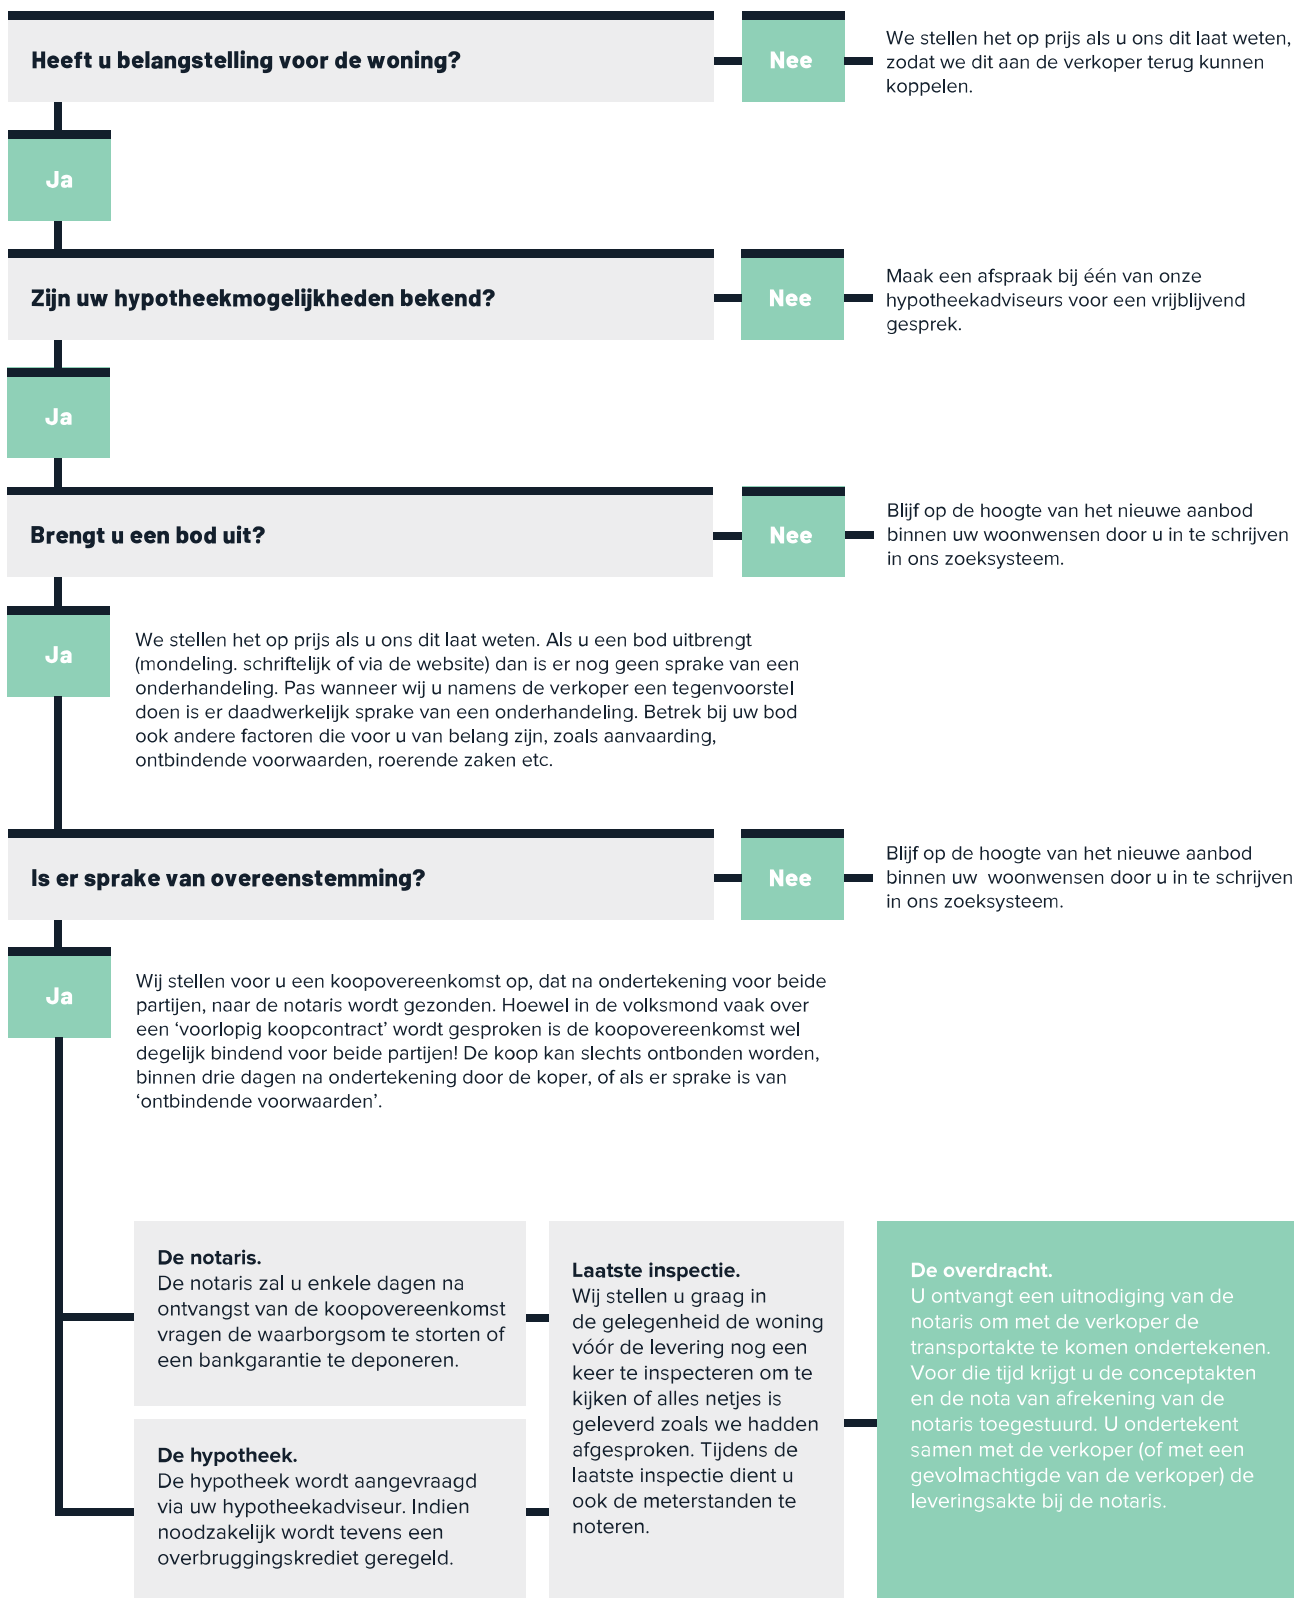 Heeft u belangstelling voor de woning?
Nee
We stellen het op prijs als u ons dit laat weten,
zodat we dit aan de verkoper terug kunnen
koppelen.
Ja
Zijn uw hypotheekmogelijkheden bekend?
Nee
Maak een afspraak bij één van onze
hypotheekadviseurs voor een vrijblijvend
gesprek.
Ja
Brengt u een bod uit?
Nee
Blijf op de hoogte van het nieuwe aanbod
binnen uw woonwensen door u in te schrijven
in ons zoeksysteem.
Ja
We stellen het op prijs als u ons dit laat weten. Als u een bod uitbrengt
(mondeling. schriftelijk of via de website) dan is er nog geen sprake van een
onderhandeling. Pas wanneer wij u namens de verkoper een tegenvoorstel
doen is er daadwerkelijk sprake van een onderhandeling. Betrek bij uw bod
ook andere factoren die voor u van belang zijn, zoals aanvaarding,
ontbindende voorwaarden, roerende zaken etc.
Is er sprake van overeenstemming?
Nee
Blijf op de hoogte van het nieuwe aanbod
binnen uw  woonwensen door u in te schrijven
in ons zoeksysteem.
Ja
Wij stellen voor u een koopovereenkomst op, dat na ondertekening voor beide
partijen, naar de notaris wordt gezonden. Hoewel in de volksmond vaak over
een ‘voorlopig koopcontract’ wordt gesproken is de koopovereenkomst wel
degelijk bindend voor beide partijen! De koop kan slechts ontbonden worden,
binnen drie dagen na ondertekening door de koper, of als er sprake is van
‘ontbindende voorwaarden’.
De notaris.
De notaris zal u enkele dagen na
ontvangst van de koopovereenkomst
vragen de waarborgsom te storten of
een bankgarantie te deponeren.
De hypotheek.
De hypotheek wordt aangevraagd
via uw hypotheekadviseur. Indien
noodzakelijk wordt tevens een
overbruggingskrediet geregeld.
Laatste inspectie.
Wij stellen u graag in
de gelegenheid de woning
vóór de levering nog een
keer te inspecteren om te
kijken of alles netjes is
geleverd zoals we hadden
afgesproken. Tijdens de
laatste inspectie dient u
ook de meterstanden te
noteren.
De overdracht.
U ontvangt een uitnodiging van de
notaris om met de verkoper de
transportakte te komen ondertekenen.
Voor die tijd krijgt u de conceptakten
en de nota van afrekening van de
notaris toegestuurd. U ondertekent
samen met de verkoper (of met een
gevolmachtigde van de verkoper) de
leveringsakte bij de notaris.